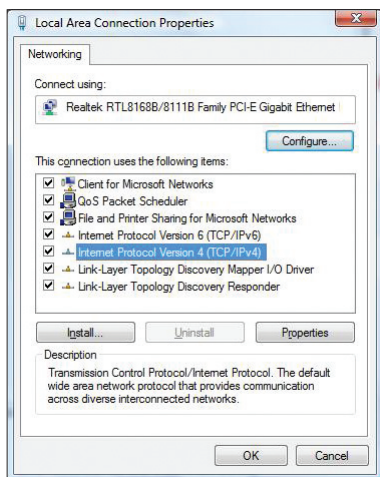 Local Area Connection Properties
Networking
Connect using:
Realtek RTL8168B/8111B Family PCI-E Gigabit Ethernet
Configure...
This connection uses the following items:
Client for Microsoft Networks
QoS Packet Scheduler
File and Printer Sharing for Microsoft Networks
Internet Protocol Version 6 (TCP/IPv6)
Internet Protocol Version 4 (TCP/IPv4)
Link-Layer Topology Discovery Mapper I/O Driver
Link-Layer Topology Discovery Responder
Install... Uninstall Properties
Description
Transmission Control Protocol/Internet Protocol. The default
wide area network protocol that provides communication
across diverse interconnected networks.
OK Cancel